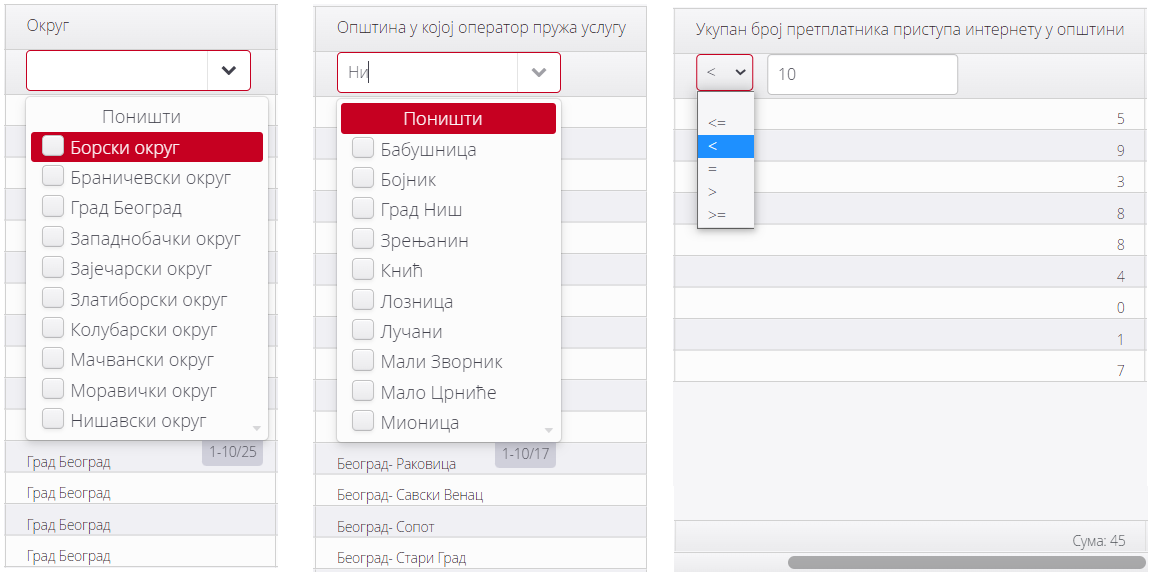 Округ
Поништи
Борски округ
Браничевски округ
Град Београд
Западнобачки округ
Зајечарски округ
Златиборски округ
Колубарски округ
Мачвански округ
Моравички округ
Нишавски округ
1-10/25
Град Београд
Град Београд
Град Београд
Град Београд
Општина у којој оператор пружа услугу
Ни
Поништи
Бабушница
Бојник
Град Ниш
Зрењанин
Кнић
Лозница
Лучани
Мали Зворник
Мало Црниће
Мионица
1-10/17
Београд- Раковица
Београд- Савски Венац
Београд- Сопот
Београд- Стари Град
Укупан број претплатника приступа интернету у општини
< 10
<=
<
=
>
>=
5
9
3
8
8
4
0
1
7
Сума: 45